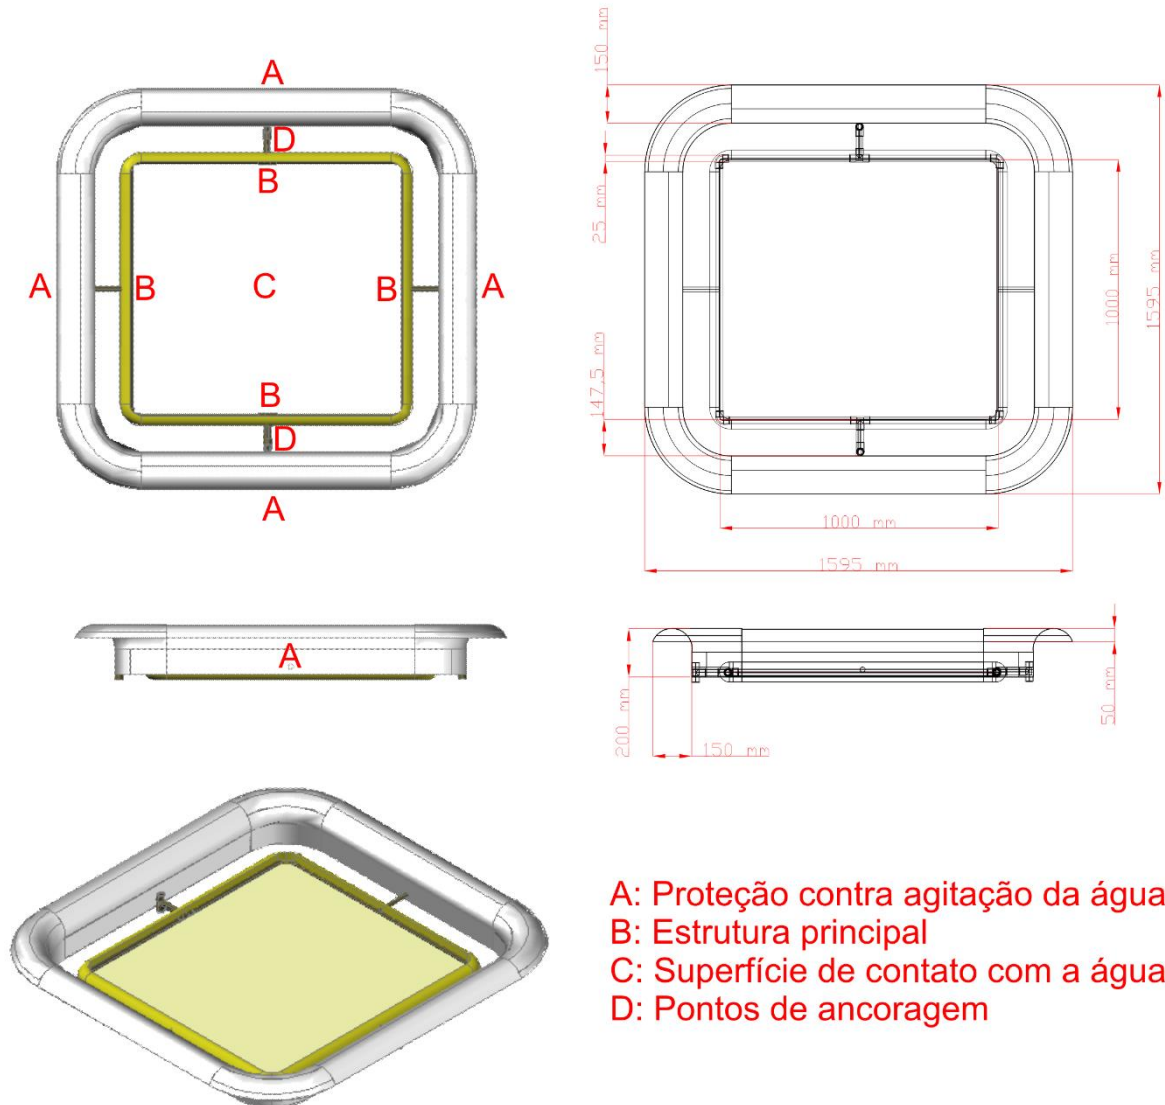 A
D
B
A
B
C
B
A
B
D
A
150 mm
25 mm
147,5 mm
1000 mm
1595 mm
1000 mm
1595 mm
A
200 mm
150 mm
50 mm
A: Proteção contra agitação da água
B: Estrutura principal
C: Superfície de contato com a água
D: Pontos de ancoragem